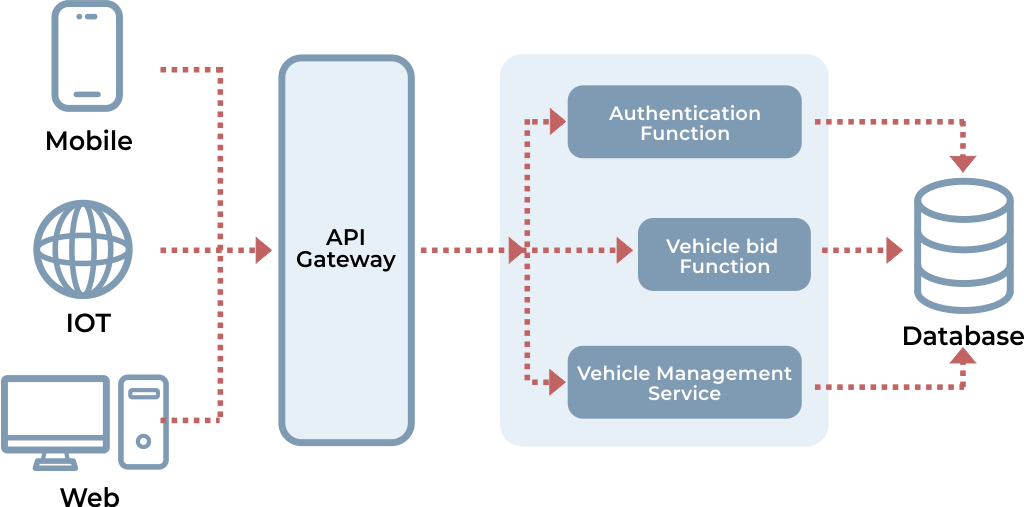 Mobile
IOT
Web
API
Gateway
Authentication
Function
Vehicle bid
Function
Vehicle Management
Service
Database